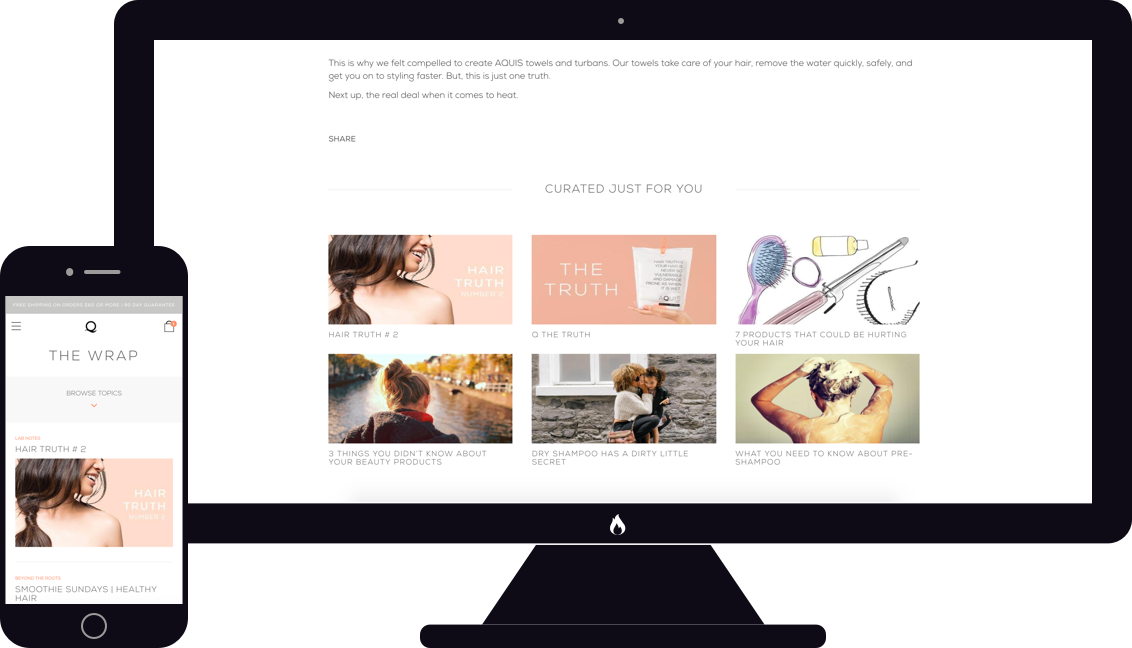 This is why we felt compelled to create AQUIS towels and turbans. Our towels take care of your hair, remove the water quickly, safely, and
get you on to styling faster. But, this is just one truth.
Next up, the real deal when it comes to heat.
SHARE
CURATED JUST FOR YOU
HAIR
TRUTH
NUMBER 2
THE
TRUTH
HAIR TRUTH # 2
Q THE TRUTH
7 PRODUCTS THAT COULD BE HURTING
YOUR HAIR
3 THINGS YOU DIDN'T KNOW ABOUT
YOUR BEAUTY PRODUCTS
DRY SHAMPOO HAS A DIRTY LITTLE
SECRET
WHAT YOU NEED TO KNOW ABOUT PRE-
SHAMPOO
FREE SHIPPING ON ORDERS $50 OR MORE | 60 DAY GUARANTEE
THE WRAP
BROWSE TOPICS
LAB NOTES
HAIR TRUTH # 2
HAIR
TRUTH
NUMBER 2
BEYOND THE ROOTS
SMOOTHIE SUNDAYS | HEALTHY
HAIR